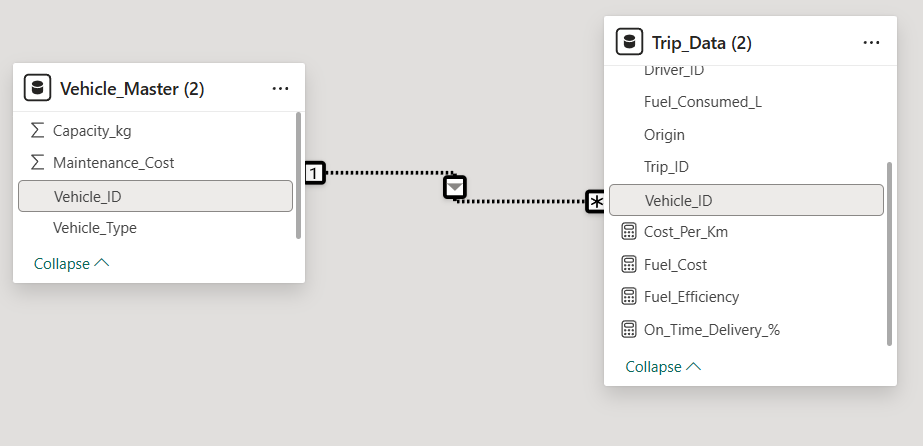 Vehicle_Master (2)
Capacity_kg
Maintenance_Cost
Vehicle_ID
Vehicle_Type
Collapse
1
*
Trip_Data (2)
Driver_ID
Fuel_Consumed_L
Origin
Trip_ID
Vehicle_ID
Cost_Per_Km
Fuel_Cost
Fuel_Efficiency
On_Time_Delivery_%
Collapse